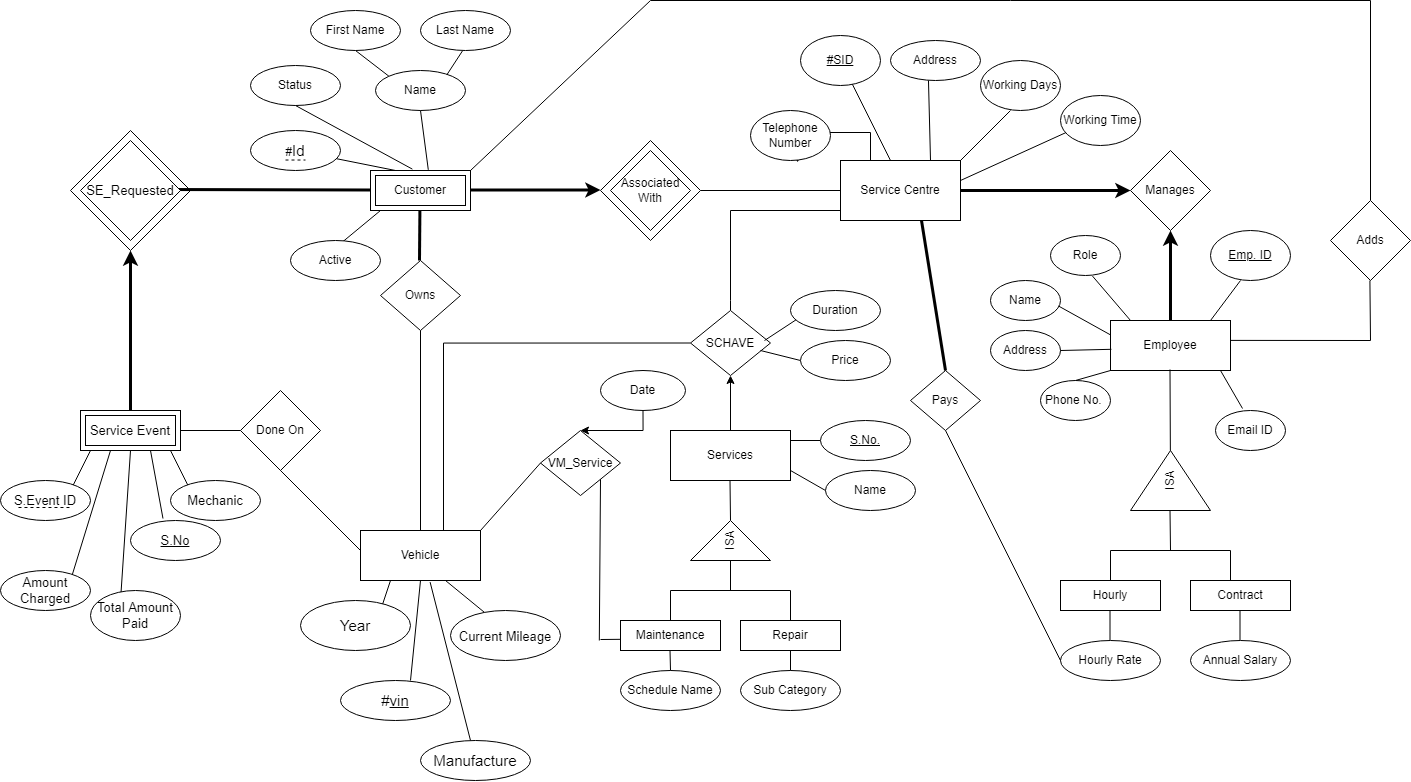 First Name
Last Name
Status
Name
#Id
SE_Requested
Customer
Active
Owns
Associated
With
#SID
Address
Working Days
Working Time
Telephone
Number
Service Centre
Manages
Adds
Role
Emp. ID
Name
Address
Employee
Phone No.
Email ID
Duration
SCHAVE
Price
Date
Pays
Service Event
Done On
VM_Service
Services
S.No.
Name
S.Event ID
Mechanic
S.No
Amount
Charged
Total Amount
Paid
Vehicle
Year
Current Mileage
#vin
Manufacture
ISA
Maintenance
Repair
Schedule Name
Sub Category
ISA
Hourly
Contract
Hourly Rate
Annual Salary